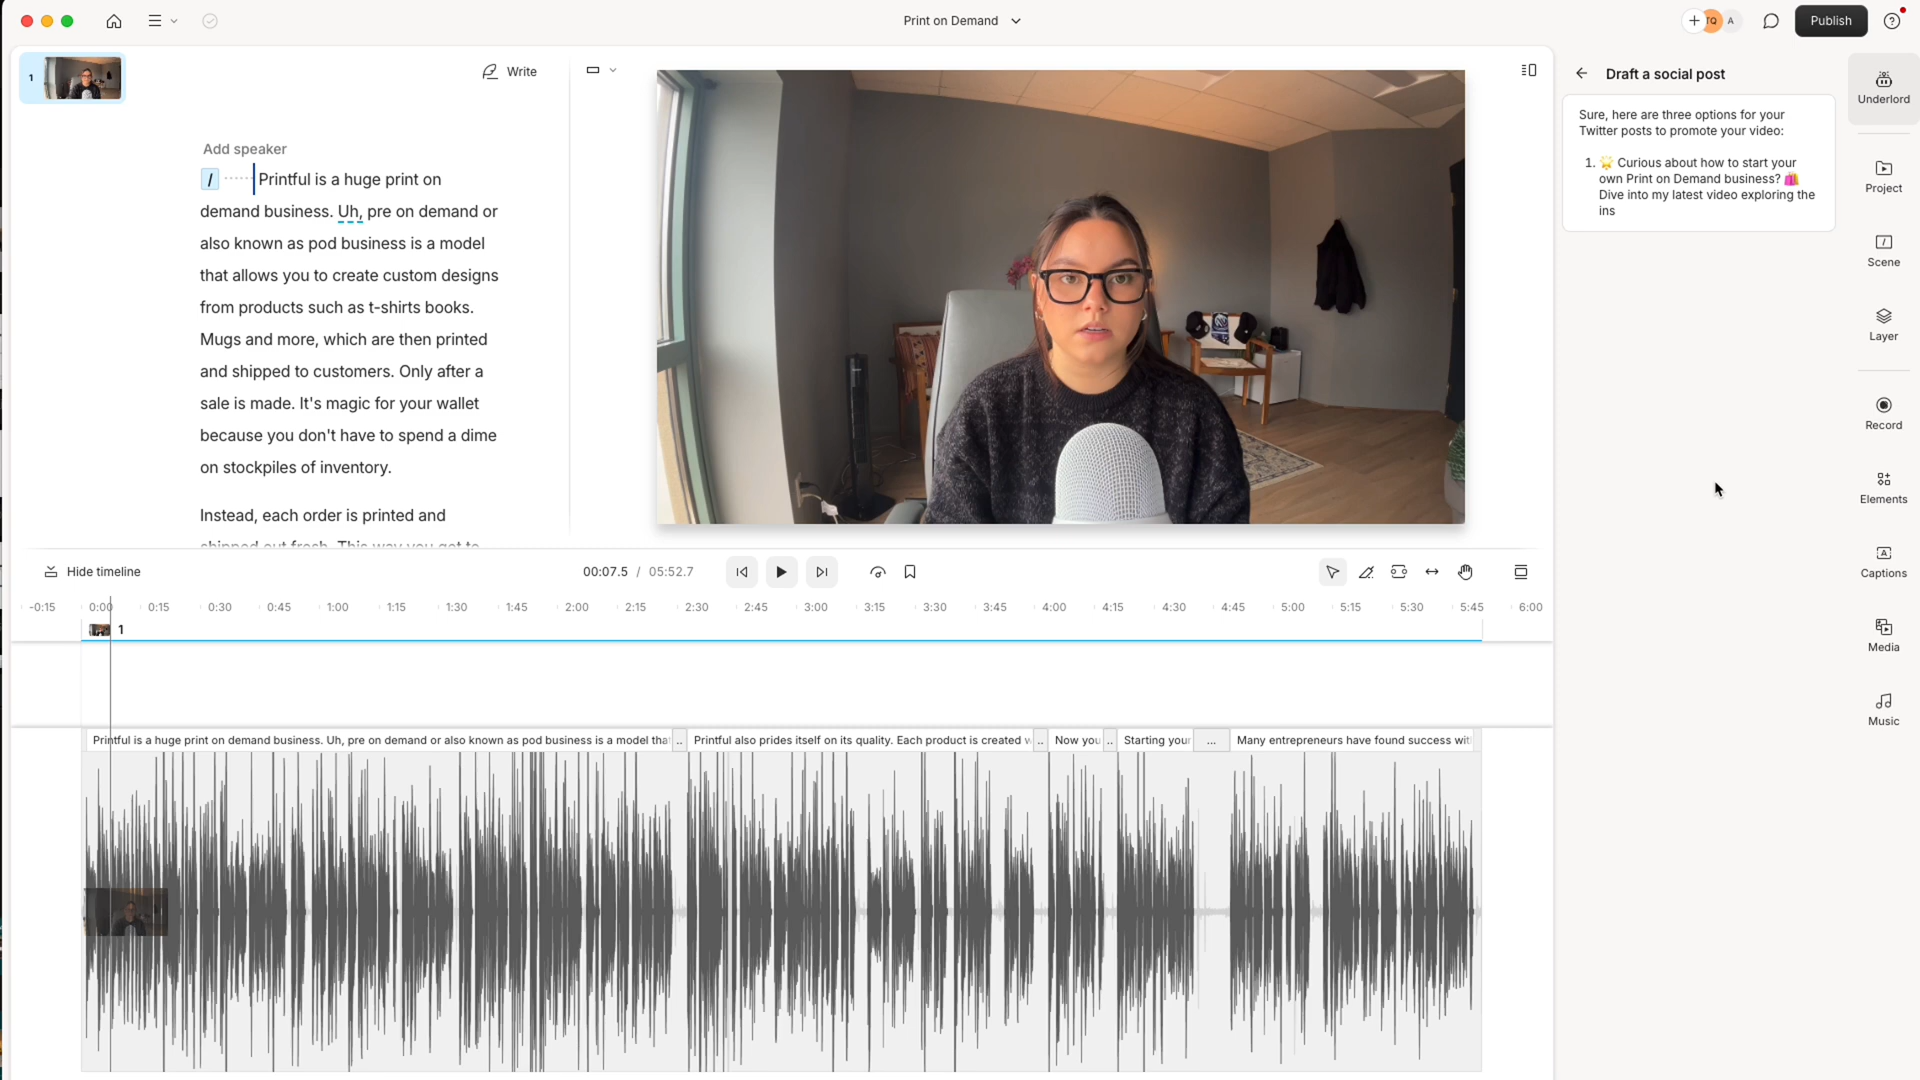 Print on Demand
TQ
A
Publish
1
Write
Add speaker
/ Printful is a huge print on
demand business. Uh, pre on demand or
also known as pod business is a model
that allows you to create custom designs
from products such as t-shirts books.
Mugs and more, which are then printed
and shipped to customers. Only after a
sale is made. It's magic for your wallet
because you don't have to spend a dime
on stockpiles of inventory.
Instead, each order is printed and
shipped out fresh. This way you get to
Draft a social post
Sure, here are three options for your
Twitter posts to promote your video:
1. 🌟 Curious about how to start your
own Print on Demand business? 🛍️
Dive into my latest video exploring the
ins
Underlord
Project
Scene
Layer
Record
Elements
Captions
Media
Music
Hide timeline
00:07.5 / 05:52.7
-0:15 0:00 0:15 0:30 0:45 1:00 1:15 1:30 1:45 2:00 2:15 2:30 2:45 3:00 3:15 3:30 3:45 4:00 4:15 4:30 4:45 5:00 5:15 5:30 5:45 6:00
1
Printful is a huge print on demand business. Uh, pre on demand or also known as pod business is a model tha .. Printful also prides itself on its quality. Each product is created w .. Now you .. Starting your ... Many entrepreneurs have found success wit